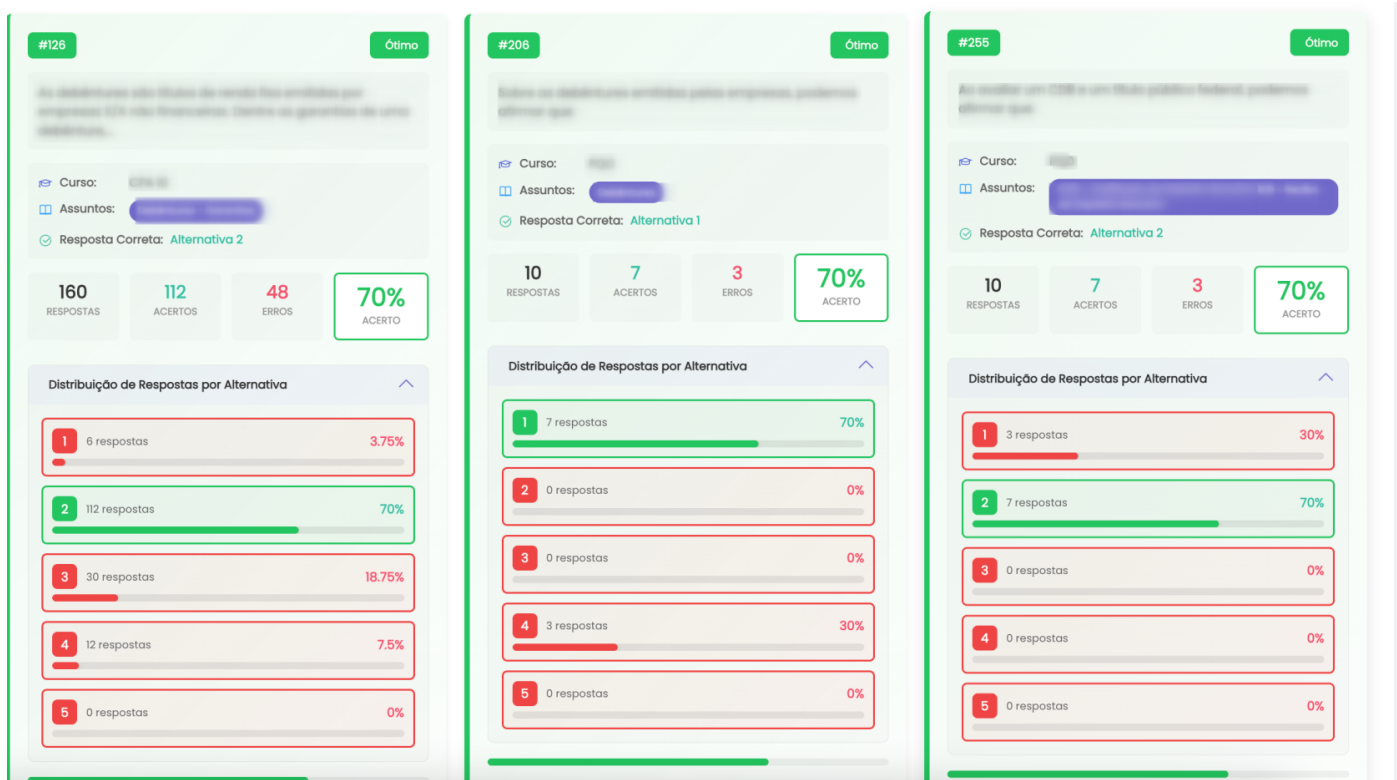 #126
Ótimo
Curso:
Assuntos:
Resposta Correta: Alternativa 2
160
RESPOSTAS
112
ACERTOS
48
ERROS
70%
ACERTO
Distribuição de Respostas por Alternativa
1 6 respostas 3.75%
2 112 respostas 70%
3 30 respostas 18.75%
4 12 respostas 7.5%
5 0 respostas 0%
#206
Ótimo
Curso:
Assuntos:
Resposta Correta: Alternativa 1
10
RESPOSTAS
7
ACERTOS
3
ERROS
70%
ACERTO
Distribuição de Respostas por Alternativa
1 7 respostas 70%
2 0 respostas 0%
3 0 respostas 0%
4 3 respostas 30%
5 0 respostas 0%
#255
Ótimo
Curso:
Assuntos:
Resposta Correta: Alternativa 2
10
RESPOSTAS
7
ACERTOS
3
ERROS
70%
ACERTO
Distribuição de Respostas por Alternativa
1 3 respostas 30%
2 7 respostas 70%
3 0 respostas 0%
4 0 respostas 0%
5 0 respostas 0%